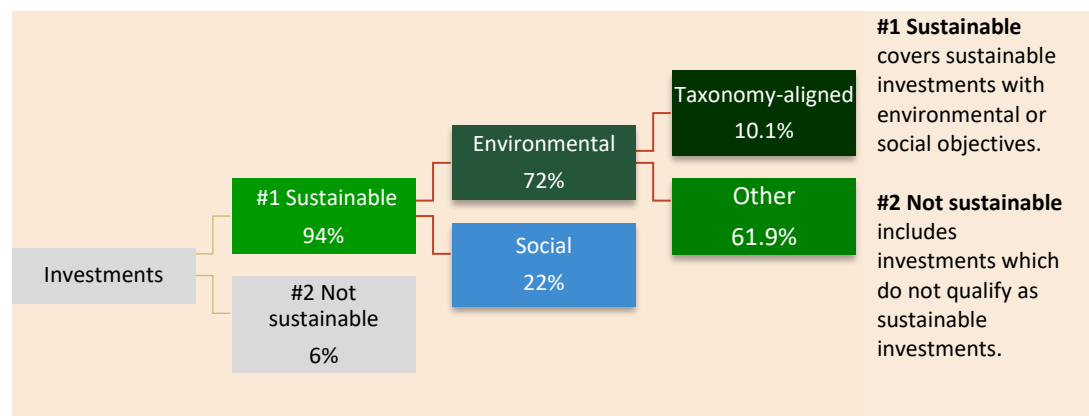 Investments
#1 Sustainable
94%
#2 Not
sustainable
6%
Environmental
72%
Social
22%
Taxonomy-aligned
10.1%
Other
61.9%
#1 Sustainable
covers sustainable
investments with
environmental or
social objectives.
#2 Not sustainable
includes
investments which
do not qualify as
sustainable
investments.